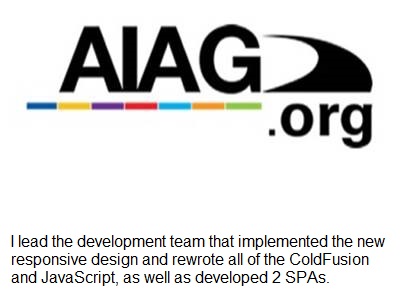 AIAG
.org
I lead the development team that implemented the new
responsive design and rewrote all of the ColdFusion
and JavaScript, as well as developed 2 SPAs.